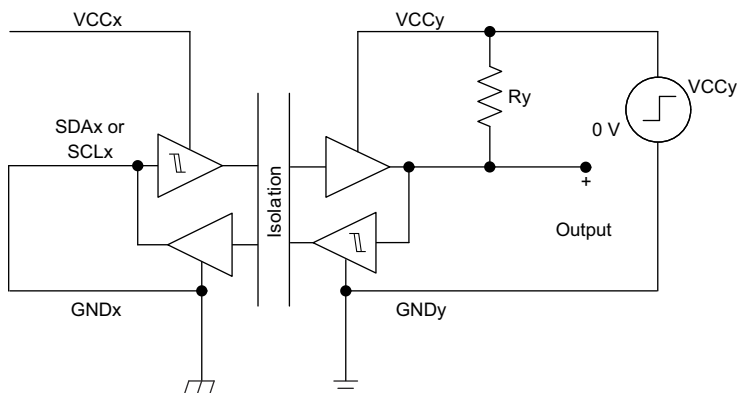 VCCx
VCCy
VCCy
Ry
0 V
SDAx or
SCLx
Isolation
+
Output
GNDx
GNDy